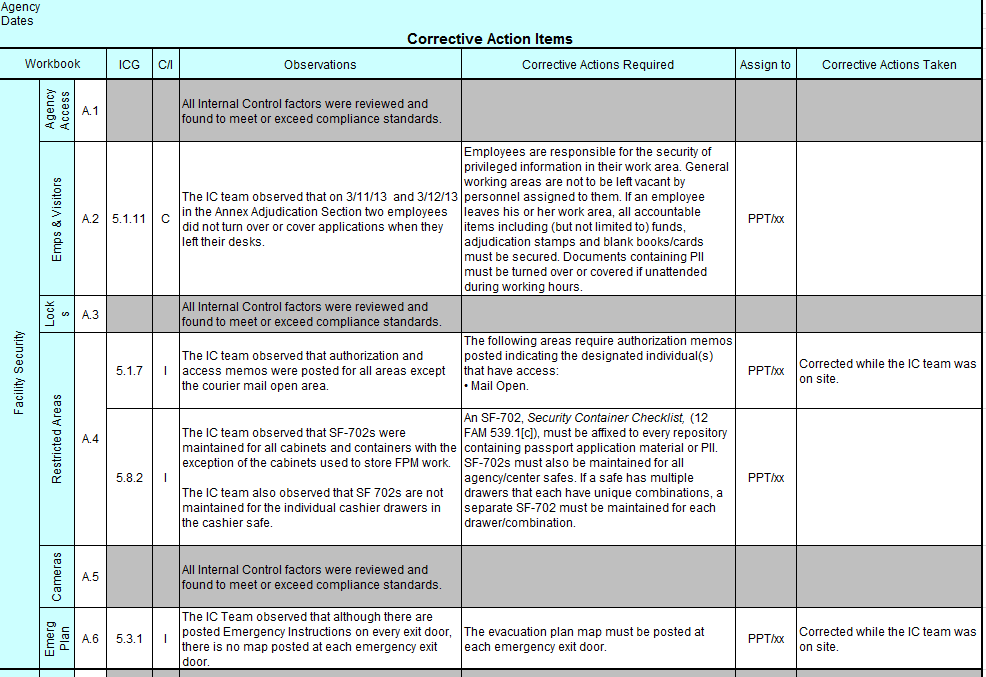 Agency
Dates
Corrective Action Items
Workbook
ICG
C/I
Observations
Corrective Actions Required
Assign to
Corrective Actions Taken
Facility Security
Agency
Access
A.1
All Internal Control factors were reviewed and
found to meet or exceed compliance standards.
Emps & Visitors
A.2
5.1.11
C
The IC team observed that on 3/11/13 and 3/12/13
in the Annex Adjudication Section two employees
did not turn over or cover applications when they
left their desks.
Employees are responsible for the security of
privileged information in their work area. General
working areas are not to be left vacant by
personnel assigned to them. If an employee
leaves his or her work area, all accountable
items including (but not limited to) funds,
adjudication stamps and blank books/cards
must be secured. Documents containing PII
must be turned over or covered if unattended
during working hours.
PPT/xx
Lock
s
A.3
All Internal Control factors were reviewed and
found to meet or exceed compliance standards.
Restricted Areas
A.4
5.1.7
I
The IC team observed that authorization and
access memos were posted for all areas except
the courier mail open area.
The following areas require authorization memos
posted indicating the designated individual(s)
that have access:
• Mail Open.
PPT/xx
Corrected while the IC team was
on site.
5.8.2
I
The IC team observed that SF-702s were
maintained for all cabinets and containers with the
exception of the cabinets used to store FPM work.
The IC team also observed that SF 702s are not
maintained for the individual cashier drawers in
the cashier safe.
An SF-702, Security Container Checklist, (12
FAM 539.1[c]), must be affixed to every repository
containing passport application material or PII.
SF-702s must also be maintained for all
agency/center safes. If a safe has multiple
drawers that each have unique combinations, a
separate SF-702 must be maintained for each
drawer/combination.
PPT/xx
Cameras
A.5
All Internal Control factors were reviewed and
found to meet or exceed compliance standards.
Emerg
Plan
A.6
5.3.1
I
The IC Team observed that although there are
posted Emergency Instructions on every exit door,
there is no map posted at each emergency exit
door.
The evacuation plan map must be posted at
each emergency exit door.
PPT/xx
Corrected while the IC team was
on site.